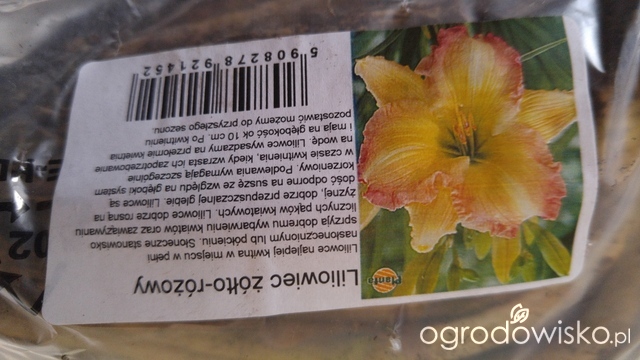 Liliowiec żółto-różowy
Liliowce najlepiej kwitną w miejscu w pełni
nasłonecznionym lub półcieniu. Słoneczne stanowisko
sprzyja dobremu wybarwieniu kwiatów oraz zawiązywaniu
licznych pąków kwiatowych. Liliowce dobrze rosną na
żyznej, dobrze przepuszczalnej glebie. Liliowce są
dość odporne na suszę ze względu na głęboki system
korzeniowy. Podlewania wymagają szczególnie
w czasie kwitnienia, kiedy wzrasta ich zapotrzebowanie
na wodę. Liliowce wysadzamy na przełomie kwietnia
i maja na głębokość ok 10 cm. Po kwitnieniu
pozostawić możemy do przyszłego sezonu.
5 908278 921452
Planta
ogrodowisko.pl